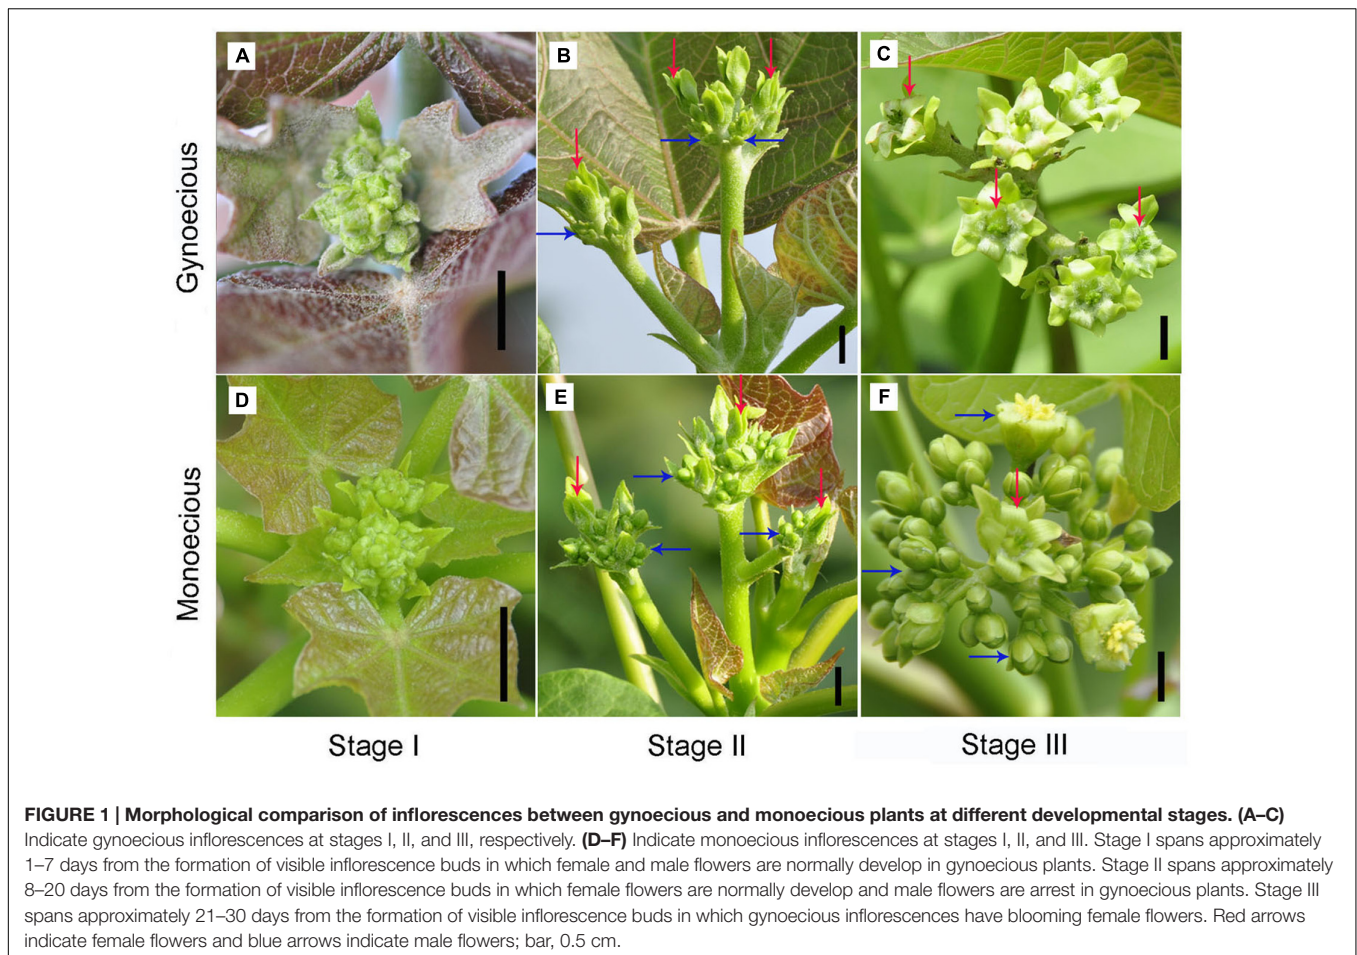 A
B
C
Gynoecious
D
E
F
Monoecious
Stage I
Stage II
Stage III
FIGURE 1 | Morphological comparison of inflorescences between gynoecious and monoecious plants at different developmental stages. (A–C)
Indicate gynoecious inflorescences at stages I, II, and III, respectively. (D–F) Indicate monoecious inflorescences at stages I, II, and III. Stage I spans approximately
1–7 days from the formation of visible inflorescence buds in which female and male flowers are normally develop in gynoecious plants. Stage II spans approximately
8–20 days from the formation of visible inflorescence buds in which female flowers are normally develop and male flowers are arrest in gynoecious plants. Stage III
spans approximately 21–30 days from the formation of visible inflorescence buds in which gynoecious inflorescences have blooming female flowers. Red arrows
indicate female flowers and blue arrows indicate male flowers; bar, 0.5 cm.